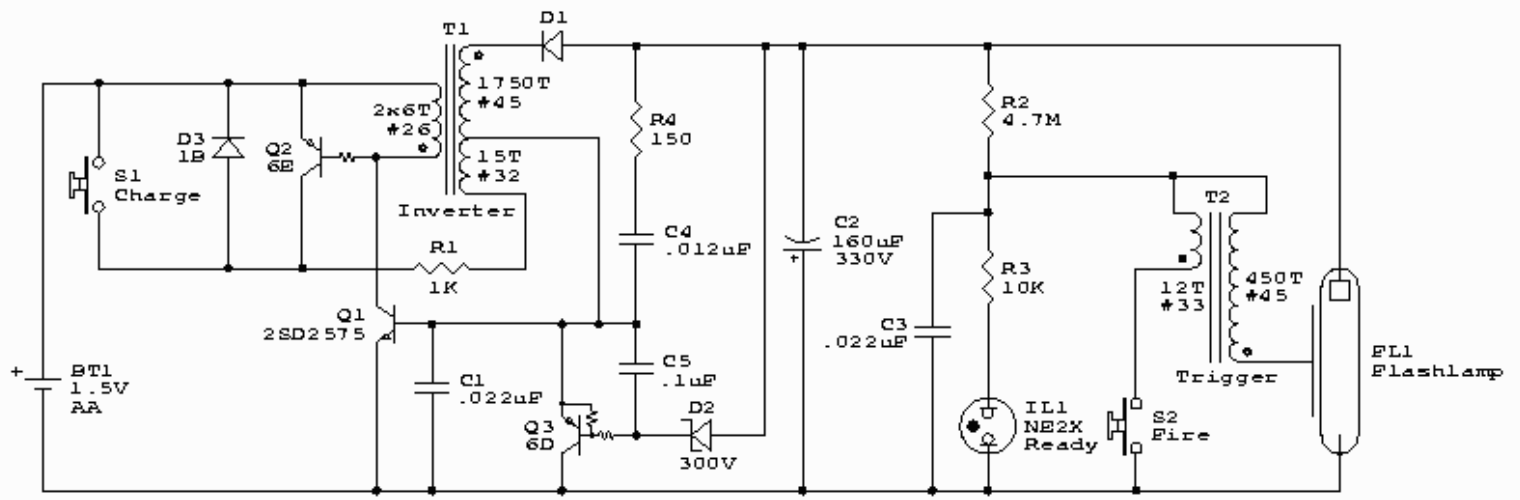 D1
T1
1750T
#45
2x6T
#26
R4
150
R2
4.7M
D3
1B
Q2
6E
15T
#32
S1
Charge
Inverter
T2
C4
.012uF
C2
160uF
330V
+
R1
1K
R3
10K
12T
#33
450T
#45
Q1
2SD2575
C3
.022uF
C5
.1uF
FL1
Flashlamp
+
BT1
1.5V
AA
C1
.022uF
Trigger
D2
300V
Q3
6D
IL1
NE2X
Ready
S2
Fire